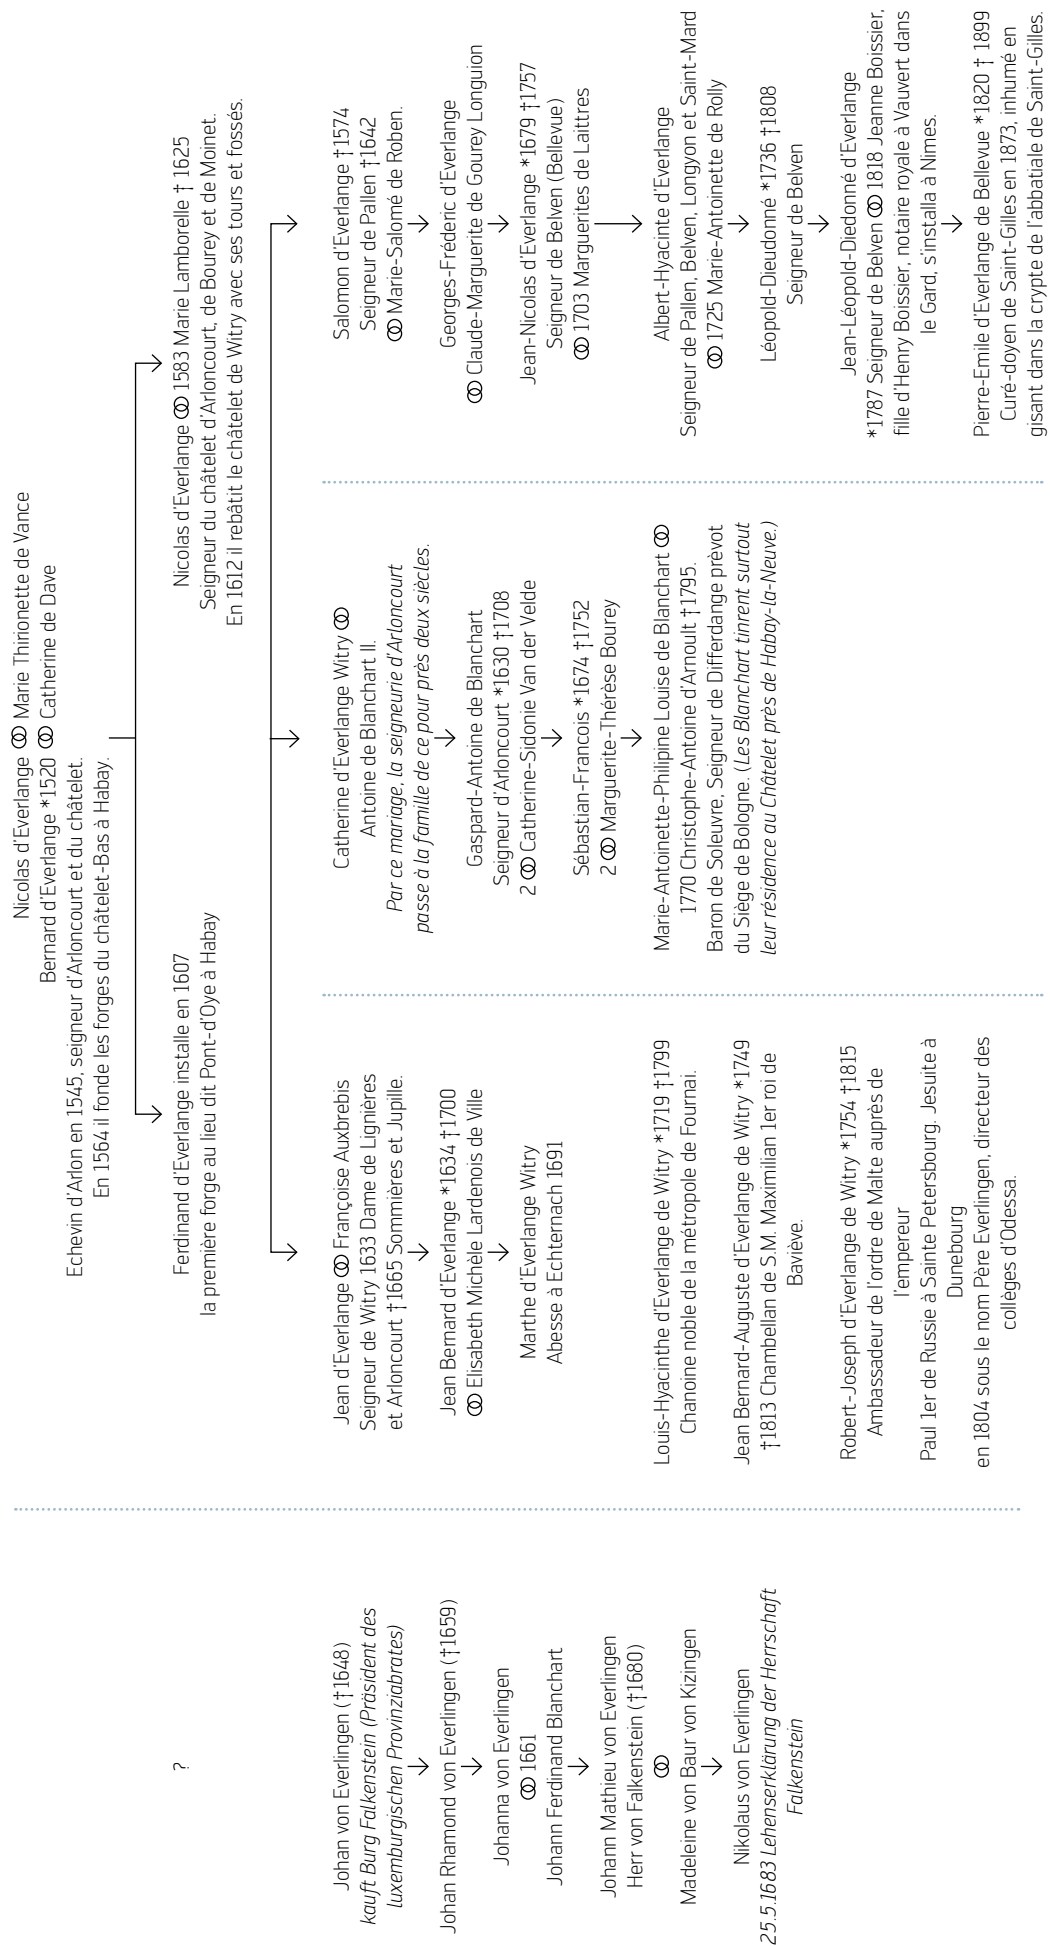 Nicolas d'Everlange ⚭ Marie Thirionette de Vance
Bernard d'Everlange *1520 ⚭ Catherine de Dave
Echevin d'Arlon en 1545, seigneur d'Arloncourt et du châtelet.
En 1564 il fonde les forges du châtelet-Bas à Habay.
?
Ferdinand d'Everlange installe en 1607
la première forge au lieu dit Pont-d'Oye à Habay
Nicolas d'Everlange ⚭ 1583 Marie Lamborelle † 1625
Seigneur du châtelet d'Arloncourt, de Bourey et de Moinet.
En 1612 il rebâtit le châtelet de Witry avec ses tours et fossés.
Johan von Everlingen (†1648)
kauft Burg Falkenstein (Präsident des
luxemburgischen Provinziabrates)
Johan Rhamond von Everlingen (†1659)
Johanna von Everlingen
⚭ 1661
Johann Ferdinand Blanchart
Johann Mathieu von Everlingen
Herr von Falkenstein (†1680)
⚭
Madeleine von Baur von Kizingen
Nikolaus von Everlingen
25.5.1683 Lehenserklärung der Herrschaft
Falkenstein
Jean d'Everlange ⚭ Françoise Auxbrebis
Seigneur de Witry 1633 Dame de Lignières
et Arloncourt †1665 Sommières et Jupille.
Jean Bernard d'Everlange *1634 †1700
⚭ Elisabeth Michèle Lardenois de Ville
Marthe d'Everlange Witry
Abesse à Echternach 1691
Louis-Hyacinthe d'Everlange de Witry *1719 †1799
Chanoine noble de la métropole de Fournai.
Jean Bernard-Auguste d'Everlange de Witry *1749
†1813 Chambellan de S.M. Maximilian 1er roi de
Baviève.
Robert-Joseph d'Everlange de Witry *1754 †1815
Ambassadeur de l'ordre de Malte auprès de
l'empereur
Paul 1er de Russie à Sainte Petersbourg. Jesuite à
Dunebourg
en 1804 sous le nom Père Everlingen, directeur des
collèges d'Odessa.
Catherine d'Everlange Witry ⚭
Antoine de Blanchart II.
Par ce mariage, la seigneurie d'Arloncourt
passe à la famille de ce pour près deux siècles.
Gaspard-Antoine de Blanchart
Seigneur d'Arloncourt *1630 †1708
2 ⚭ Catherine-Sidonie Van der Velde
Sébastian-Francois *1674 †1752
2 ⚭ Marguerite-Thérèse Bourey
Marie-Antoinette-Philipine Louise de Blanchart ⚭
1770 Christophe-Antoine d'Arnoult †1795.
Baron de Soleuvre, Seigneur de Differdange prèvot
du Siège de Bologne. (Les Blanchart tinrent surtout
leur résidence au Châtelet près de Habay-la-Neuve.)
Salomon d'Everlange †1574
Seigneur de Pallen †1642
⚭ Marie-Salomé de Roben.
Georges-Fréderic d'Everlange
⚭ Claude-Marguerite de Gourey Longuion
Jean-Nicolas d'Everlange *1679 †1757
Seigneur de Belven (Bellevue)
⚭ 1703 Marguerites de Laittres
Albert-Hyacinte d'Everlange
Seigneur de Pallen, Belven, Longyon et Saint-Mard
⚭ 1725 Marie-Antoinette de Rolly
Léopold-Dieudonné *1736 †1808
Seigneur de Belven
Jean-Léopold-Diedonné d'Everlange
*1787 Seigneur de Belven ⚭ 1818 Jeanne Boissier,
fille d'Henry Boissier, notaire royale à Vauvert dans
le Gard, s'installa à Nimes.
Pierre-Emile d'Everlange de Bellevue *1820 † 1899
Curé-doyen de Saint-Gilles en 1873, inhumé en
gisant dans la crypte de l'abbatiale de Saint-Gilles.